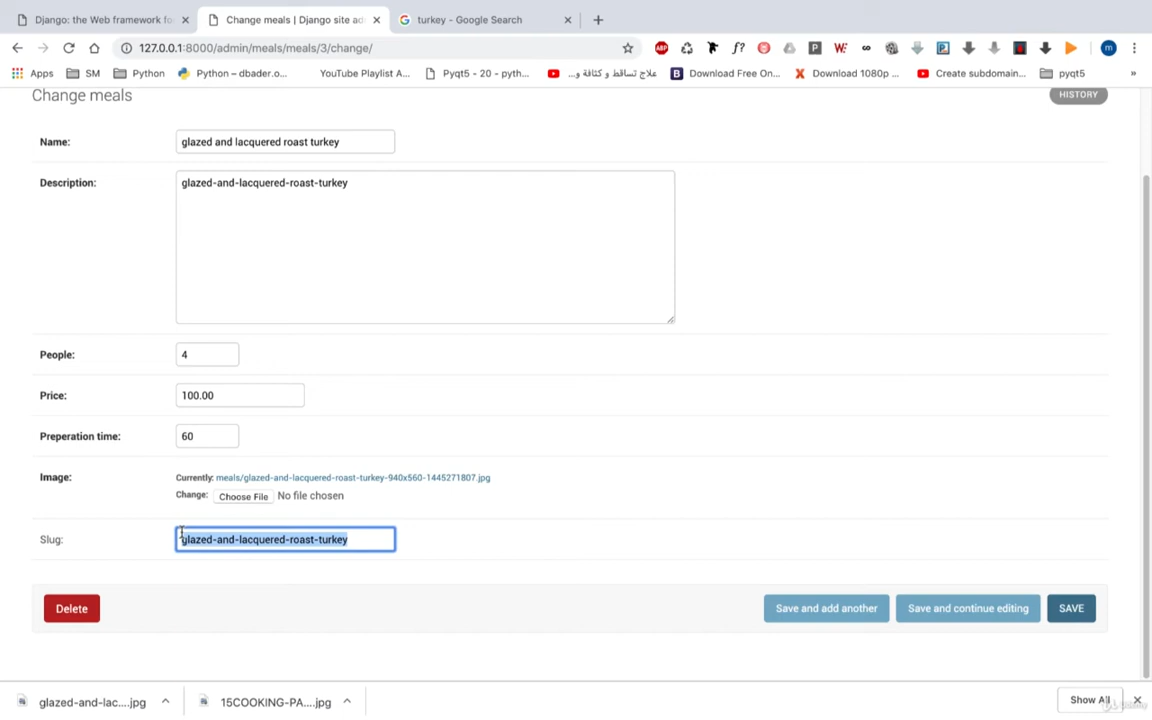 Django: the Web framework fo
Change meals | Django site ad
turkey - Google Search
127.0.0.1:8000/admin/meals/meals/3/change/
Apps
SM
Python
Python – dbader.o...
YouTube Playlist A...
Pyqt5 - 20 - pyth...
علاج تساقط و كثافة و...
Download Free On...
Download 1080p ...
Create subdomain...
pyqt5
»
Change meals
HISTORY
Name:
glazed and lacquered roast turkey
Description:
glazed-and-lacquered-roast-turkey
People:
4
Price:
100.00
Preperation time:
60
Image:
Currently: meals/glazed-and-lacquered-roast-turkey-940x560-1445271807.jpg
Change: Choose File No file chosen
Slug:
glazed-and-lacquered-roast-turkey
Delete
Save and add another
Save and continue editing
SAVE
glazed-and-lac....jpg
15COOKING-PA....jpg
Show All